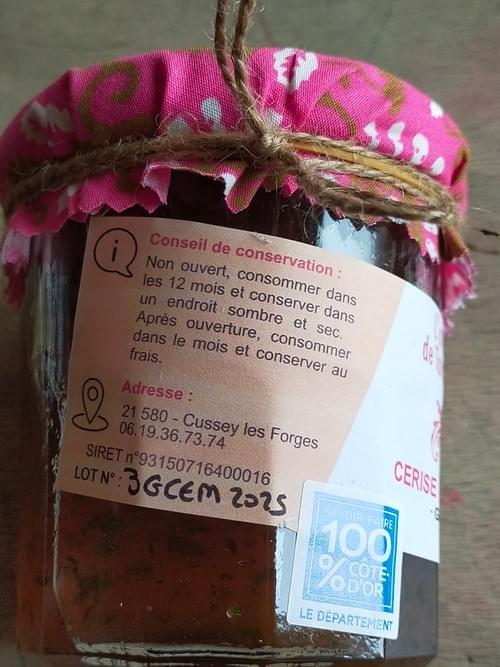 Conseil de conservation :
Non ouvert, consommer dans
les 12 mois et conserver dans
un endroit sombre et sec.
Après ouverture, consommer
dans le mois et conserver au
frais.
Adresse :
21 580 - Cussey les Forges
06.19.36.73.74
SIRET n°93150716400016
LOT N° : 3GCEM 2025
CERISE
SAVOIR-FAIRE
100
% CÔTE-
D'OR
LE DÉPARTEMENT